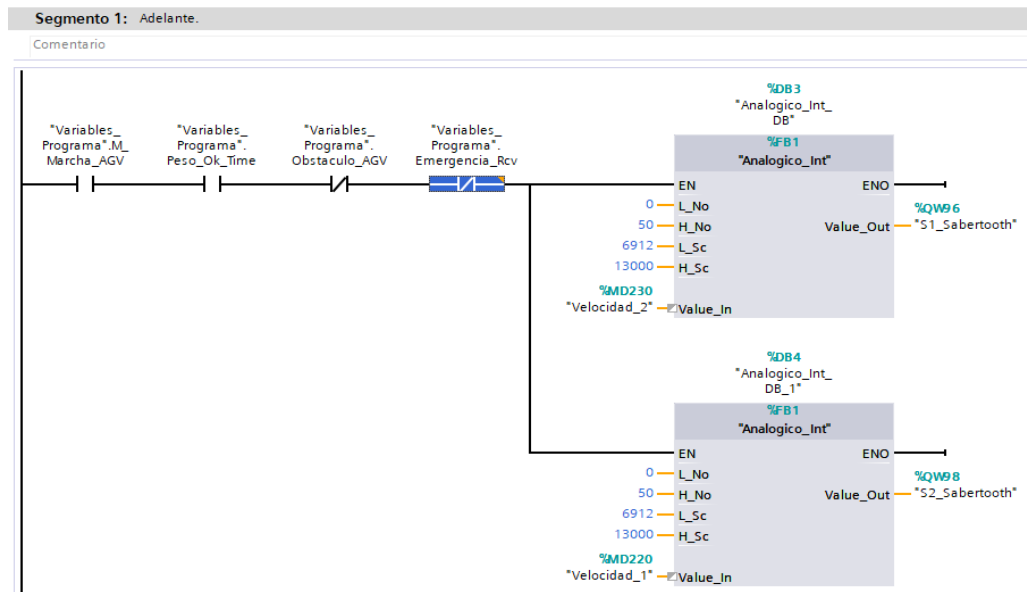 Segmento 1: Adelante.
Comentario
"Variables_
Programa".M_
Marcha_AGV
"Variables_
Programa".
Peso_Ok_Time
"Variables_
Programa".
Obstaculo_AGV
"Variables_
Programa".
Emergencia_Rcv
%DB3
"Analogico_Int_
DB"
%FB1
"Analogico_Int"
EN
ENO
0
L_No
50
H_No
6912
L_Sc
13000
H_Sc
%MD230
"Velocidad_2"
Value_In
Value_Out
%QW96
"S1_Sabertooth"
%DB4
"Analogico_Int_
DB_1"
%FB1
"Analogico_Int"
EN
ENO
0
L_No
50
H_No
6912
L_Sc
13000
H_Sc
%MD220
"Velocidad_1"
Value_In
Value_Out
%QW98
"S2_Sabertooth"